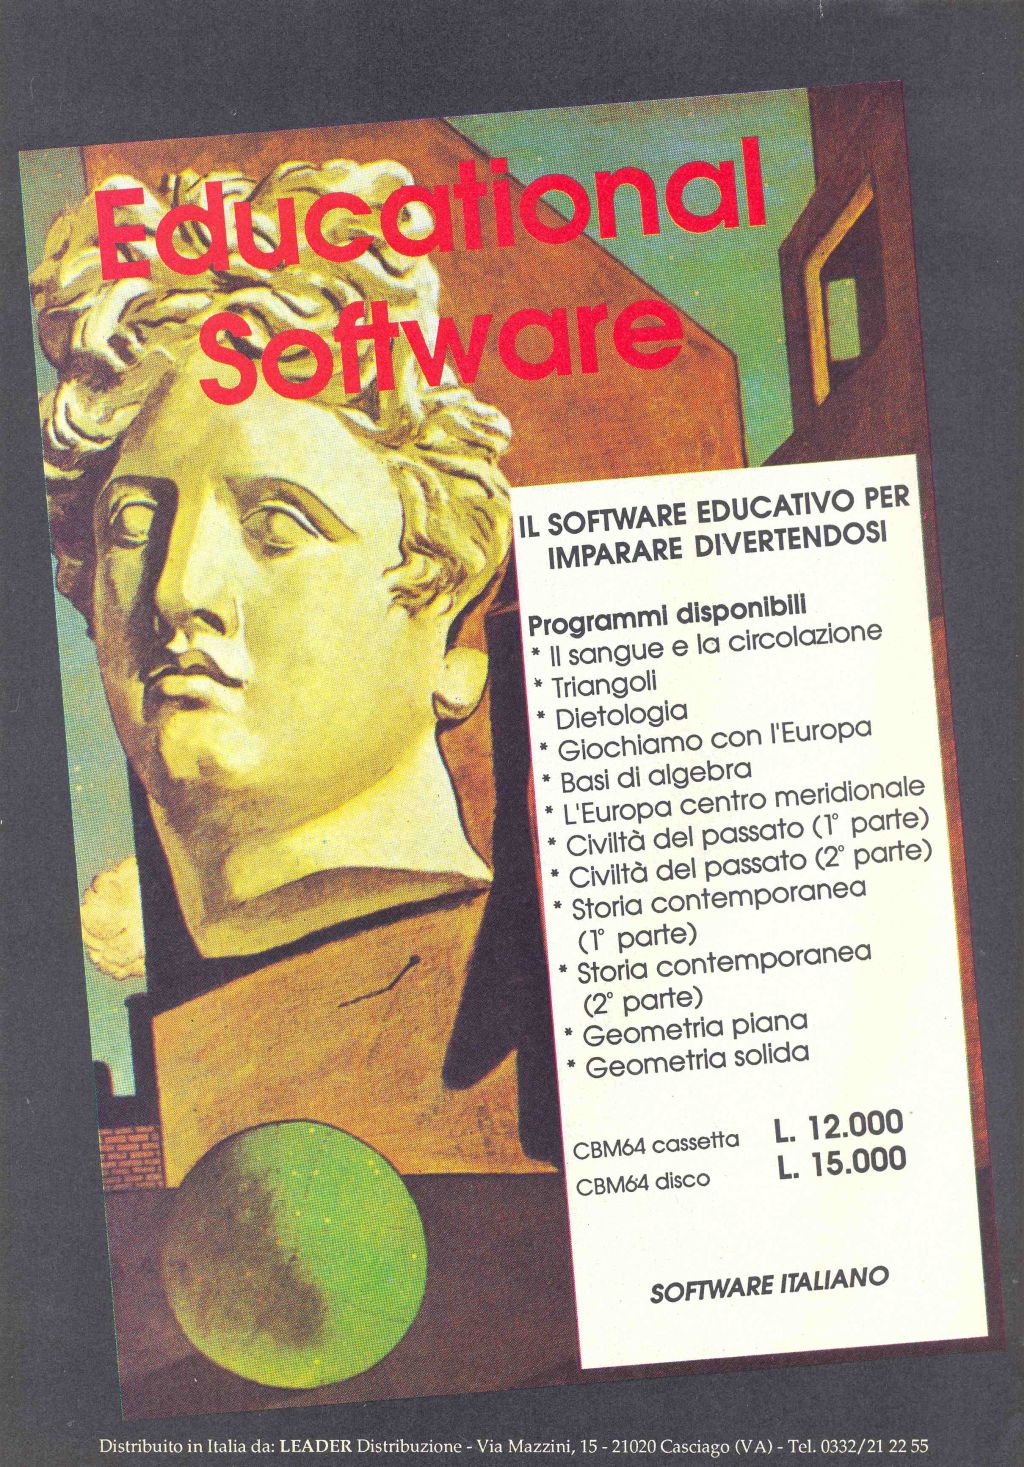 Educational
Software
IL SOFTWARE EDUCATIVO PER
IMPARARE DIVERTENDOSI
Programmi disponibili
* Il sangue e la circolazione
* Triangoli
* Dietologia
* Giochiamo con l'Europa
* Basi di algebra
* L'Europa centro meridionale
* Civiltà del passato (1° parte)
* Civiltà del passato (2° parte)
* Storia contemporanea
(1° parte)
* Storia contemporanea
(2° parte)
* Geometria piana
* Geometria solida
CBM64 cassetta L. 12.000
CBM64 disco L. 15.000
SOFTWARE ITALIANO
Distribuito in Italia da: LEADER Distribuzione - Via Mazzini, 15 - 21020 Casciago (VA) - Tel. 0332/21 22 55